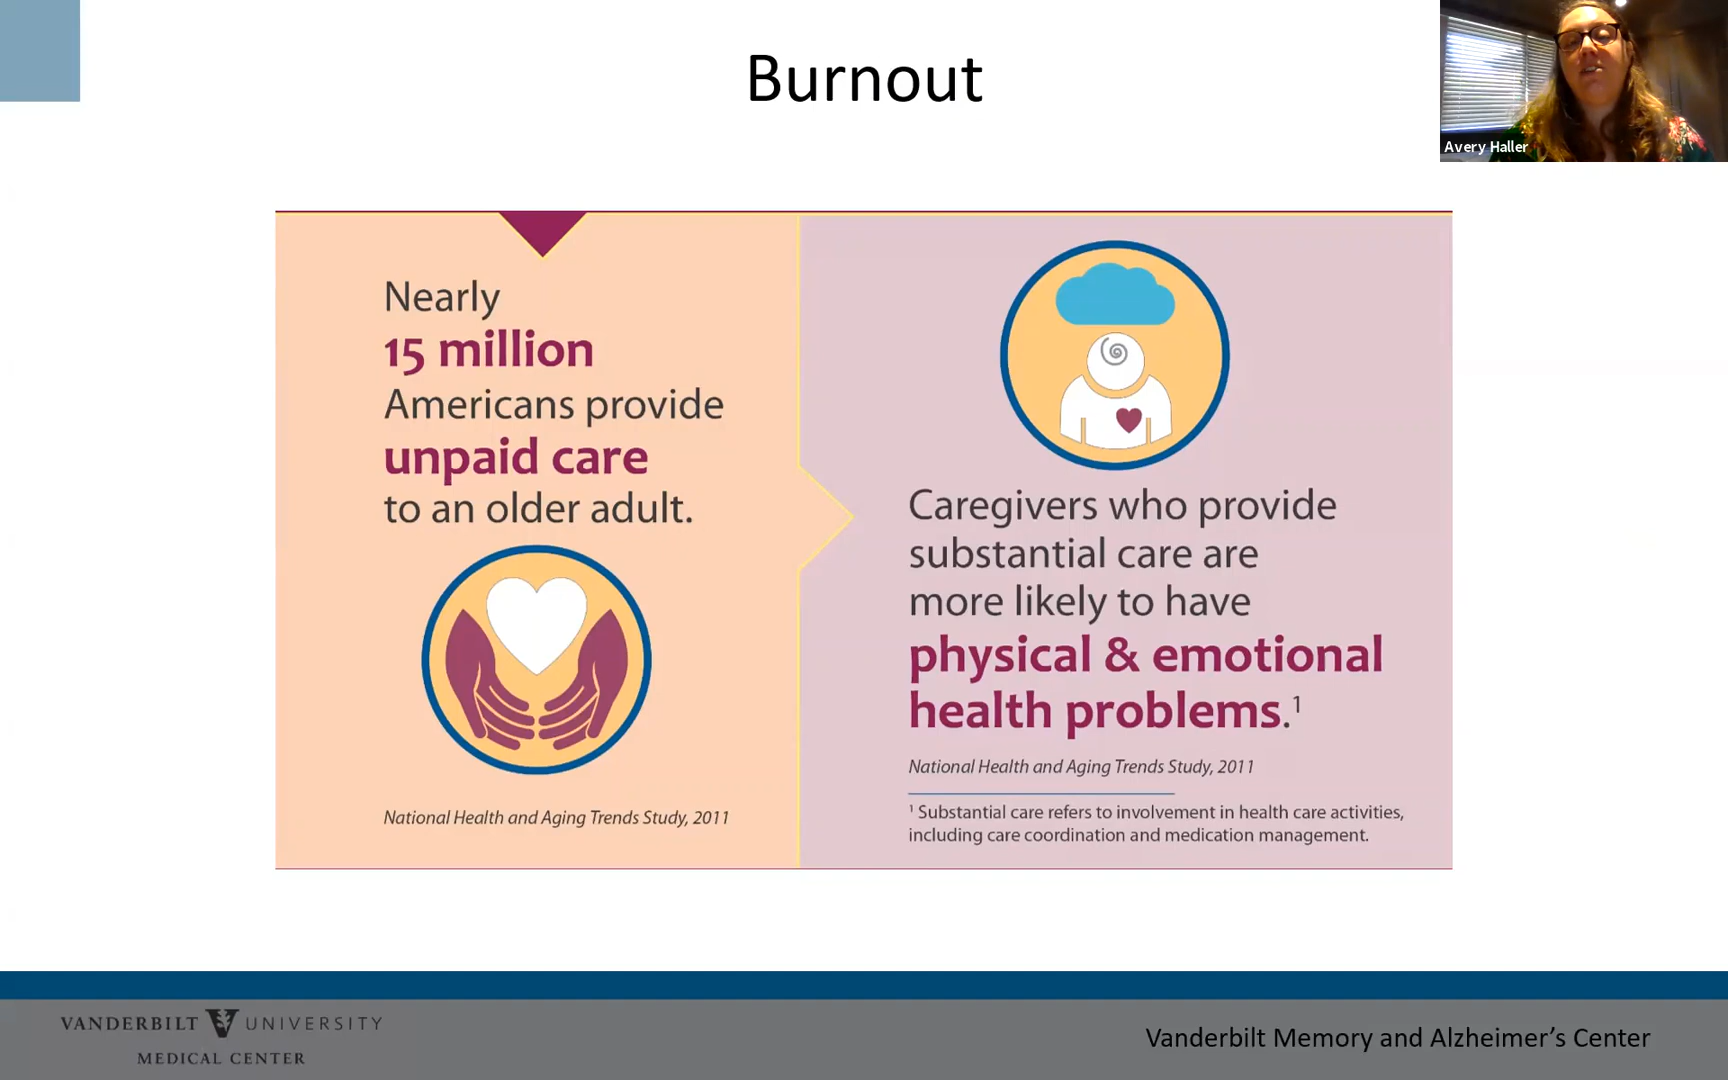 Burnout
Avery Haller
Nearly
15 million
Americans provide
unpaid care
to an older adult.
National Health and Aging Trends Study, 2011
Caregivers who provide
substantial care are
more likely to have
physical & emotional
health problems.¹
National Health and Aging Trends Study, 2011
¹ Substantial care refers to involvement in health care activities,
including care coordination and medication management.
VANDERBILT UNIVERSITY
MEDICAL CENTER
Vanderbilt Memory and Alzheimer’s Center